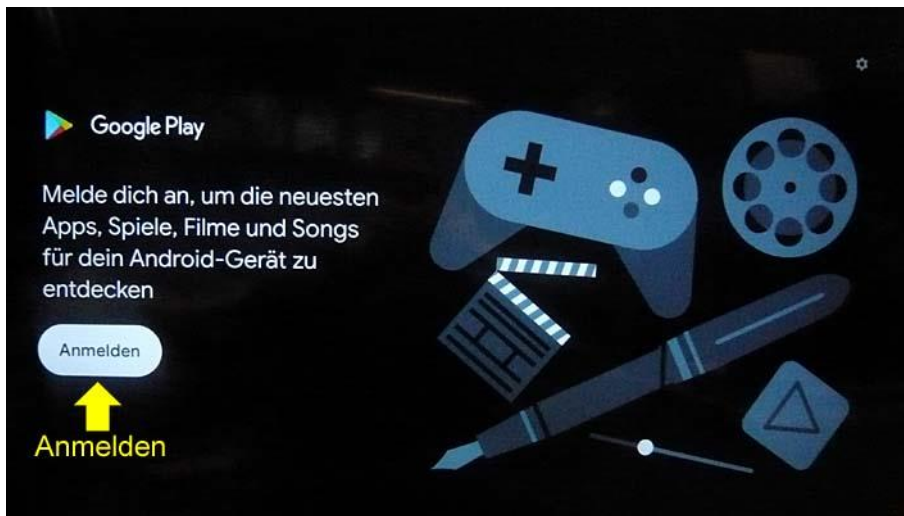 Google Play
Melde dich an, um die neuesten
Apps, Spiele, Filme und Songs
für dein Android-Gerät zu
entdecken
Anmelden
Anmelden